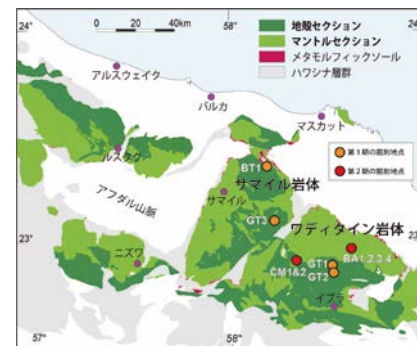 24°
0
20
40km
58°
24°
地殻セクション
マントルセクション
メタモルフィックソール
ハワシナ層群
アルスウェイク
バルカ
マスカット
第1期の掘削地点
第2期の掘削地点
ルスタク
BT1
サマイル岩体
アフダル山脈
サマイル
GT3
ワディタイン岩体
23°
23
ニズワ
BA1,2,3,4
GT1
CM1&2
GT2
イブラ
57°
58°